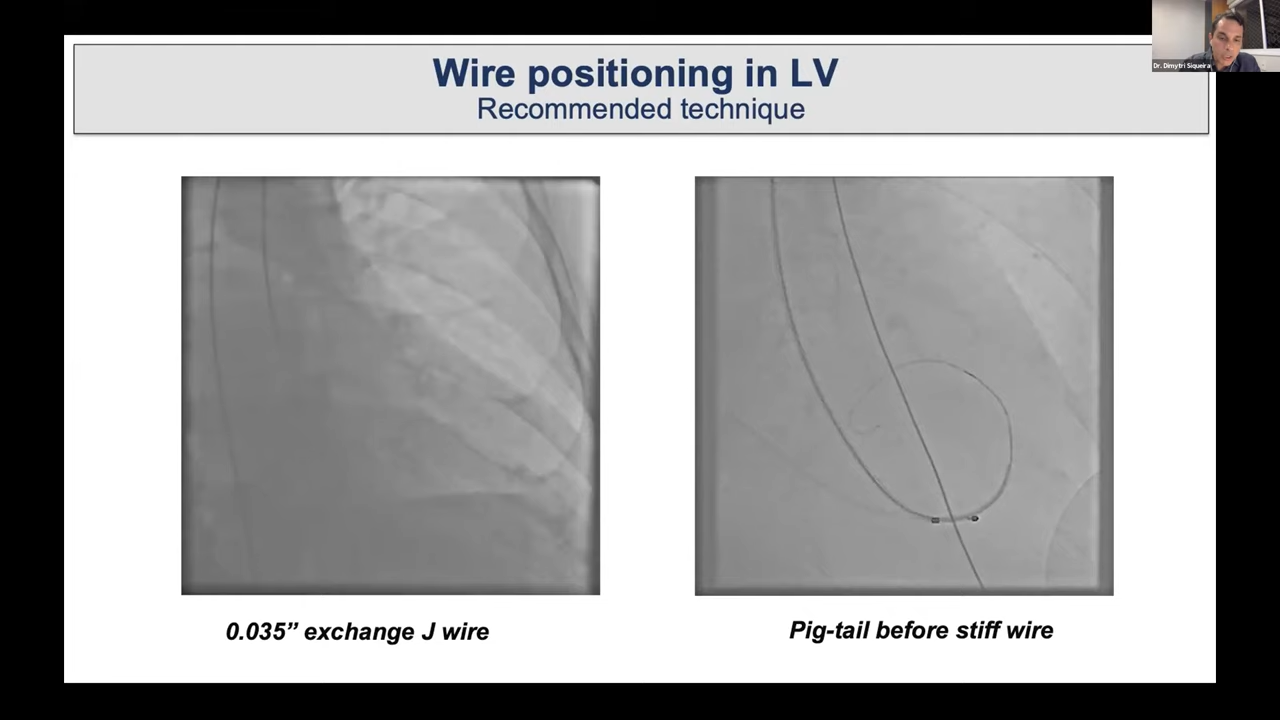 Wire positioning in LV
Recommended technique
Dr. Dimytri Siqueira
0.035” exchange J wire
Pig-tail before stiff wire